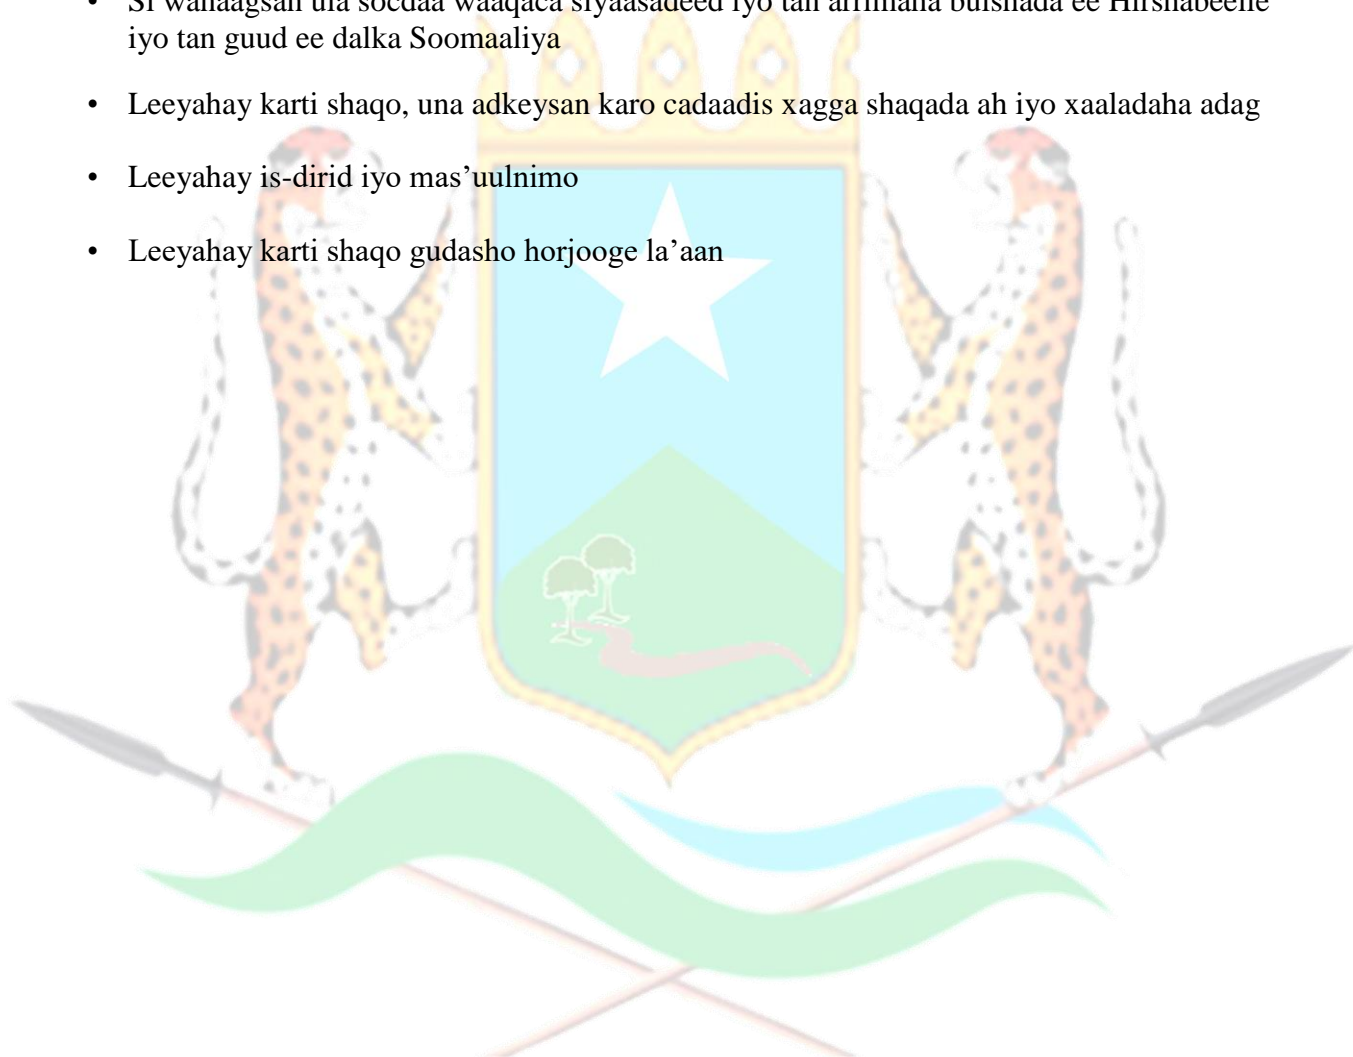 • Si wanaagsan ula socdaa waaqaca siyaasadeed iyo tan arrimaha bulshada ee Hirshabeelle
iyo tan guud ee dalka Soomaaliya
• Leeyahay karti shaqo, una adkeysan karo cadaadis xagga shaqada ah iyo xaaladaha adag
• Leeyahay is-dirid iyo mas’uulnimo
• Leeyahay karti shaqo gudasho horjooge la’aan